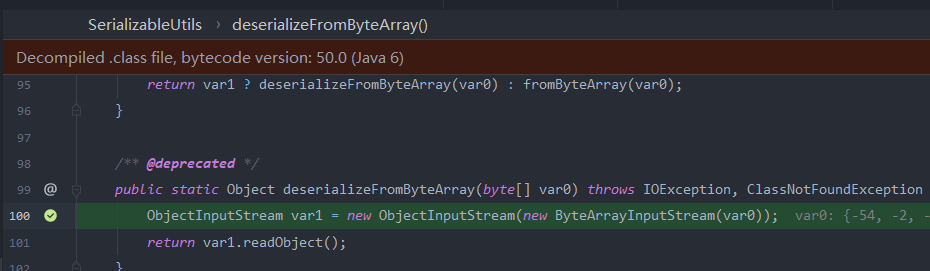 SerializableUtils › deserializeFromByteArray()
Decompiled .class file, bytecode version: 50.0 (Java 6)
95 return var1 ? deserializeFromByteArray(var0) : fromByteArray(var0);
96 }
97
98 /** @deprecated */
99 @ public static Object deserializeFromByteArray(byte[] var0) throws IOException, ClassNotFoundException
100 ObjectInputStream var1 = new ObjectInputStream(new ByteArrayInputStream(var0)); var0: {-54, -2, -
101 return var1.readObject();
102 }